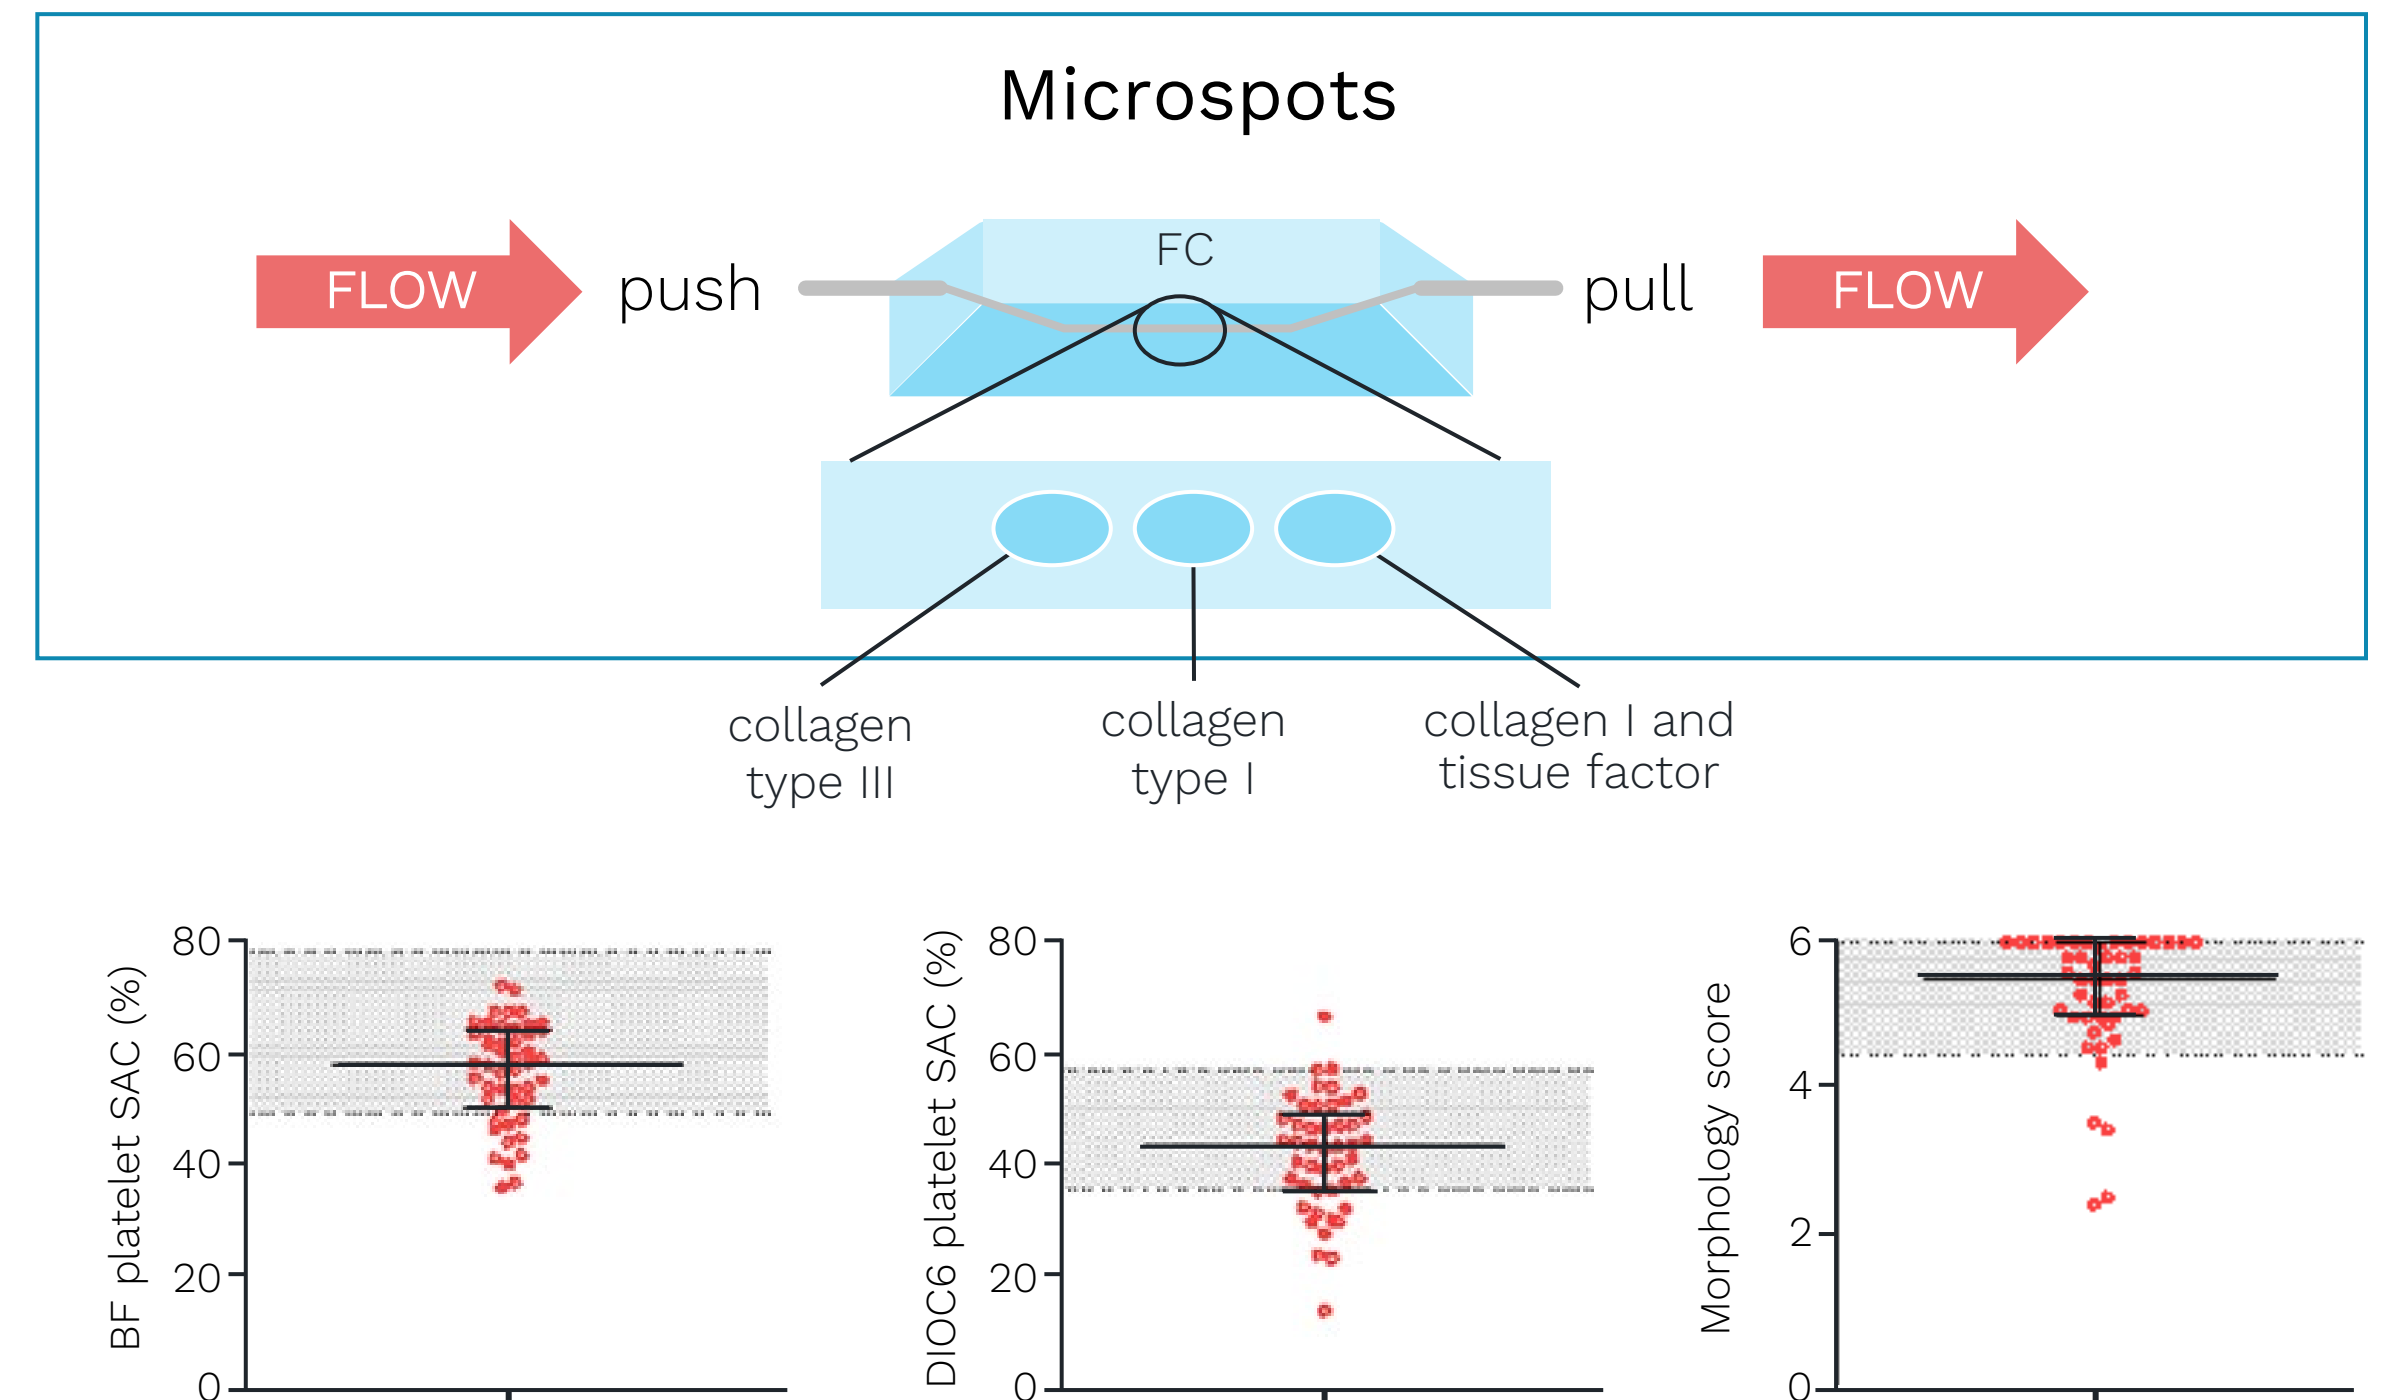 Microspots
FLOW
push
FC
pull
FLOW
collagen
type III
collagen
type I
collagen I and
tissue factor
BF platelet SAC (%)
80
60
40
20
0
DIOC6 platelet SAC (%)
80
60
40
20
0
Morphology score
6
4
2
0